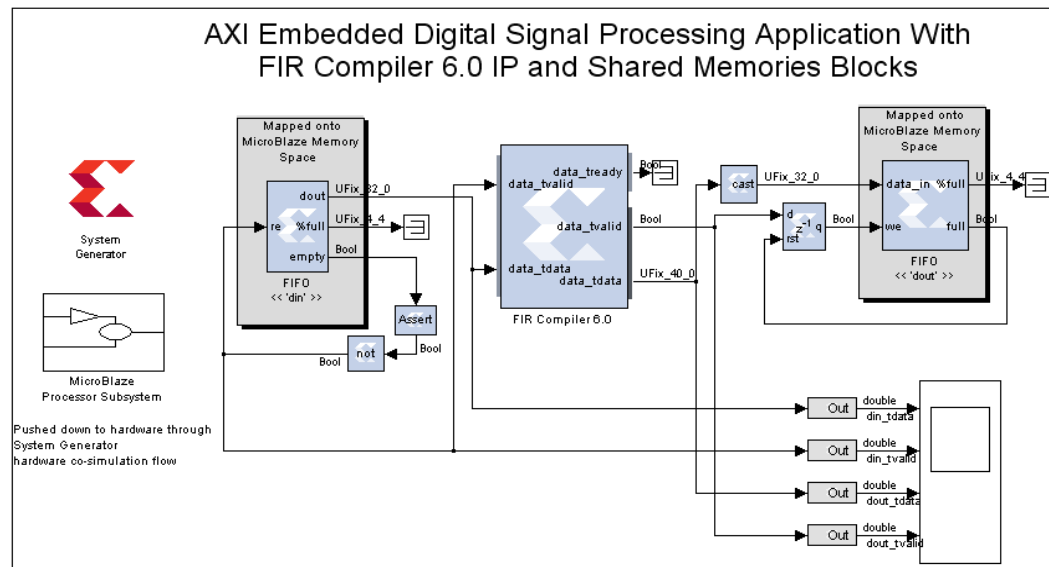 AXI Embedded Digital Signal Processing Application With
FIR Compiler 6.0 IP and Shared Memories Blocks
System
Generator
MicroBlaze
Processor Subsystem
Pushed down to hardware through
System Generator
hardware co-simulation flow
Mapped onto
MicroBlaze Memory
Space
dout
re
%full
empty
FIFO
<< 'din' >>
UFix_32_0
UFix_4_4
Bool
Assert
Bool
not
Bool
data_tvalid
data_tdata
data_tready
data_tvalid
data_tdata
FIR Compiler 6.0
Bool
Bool
UFix_40_0
cast
UFix_32_0
d
z-1
q
rst
Bool
Mapped onto
MicroBlaze Memory
Space
data_in
%full
we
full
FIFO
<< 'dout' >>
UFix_4_4
Bool
Out
double
din_tdata
Out
double
din_tvalid
Out
double
dout_tdata
Out
double
dout_tvalid